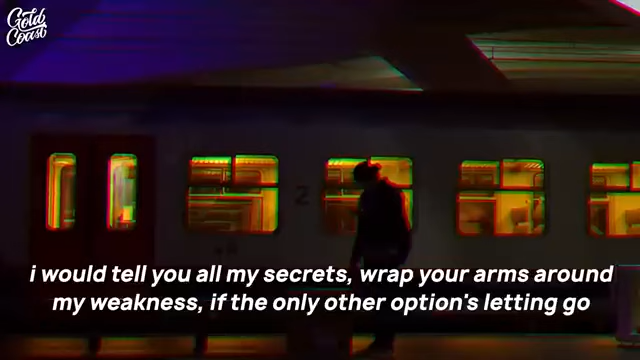 Gold
Coast
2
i would tell you all my secrets, wrap your arms around
my weakness, if the only other option's letting go